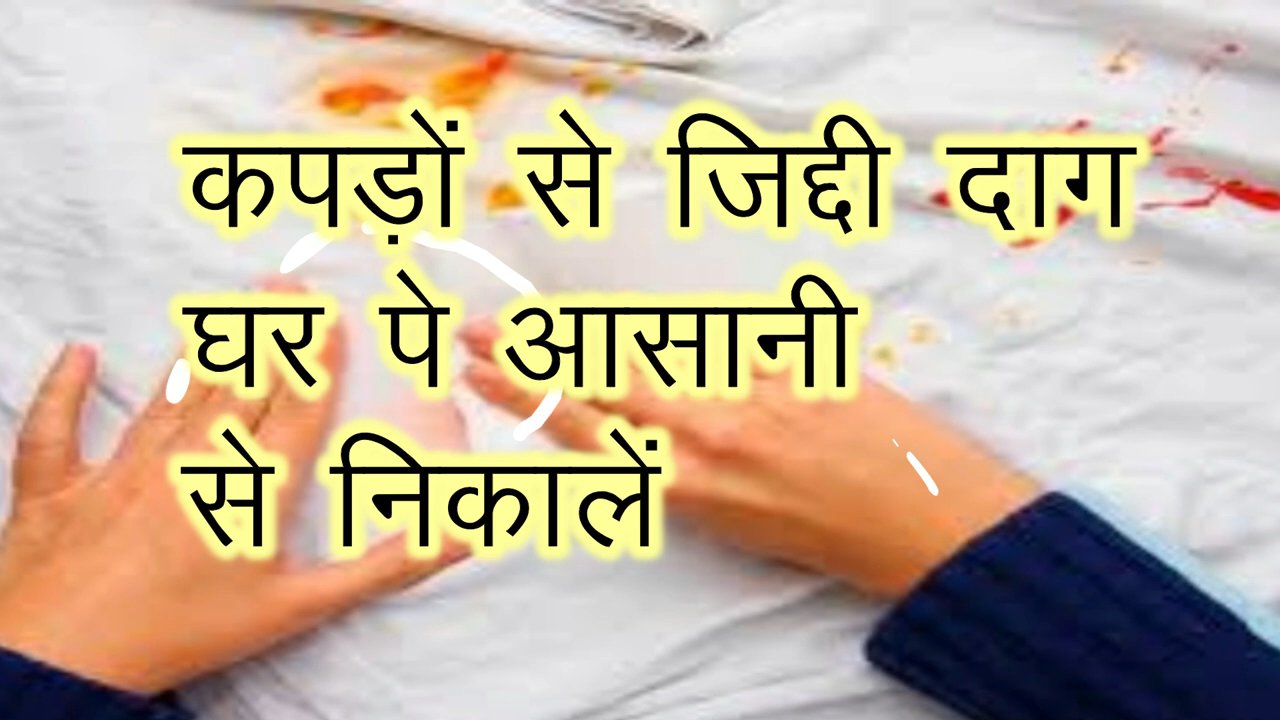 कपड़ों से जिद्दी दाग
घर पे आसानी
से निकालें